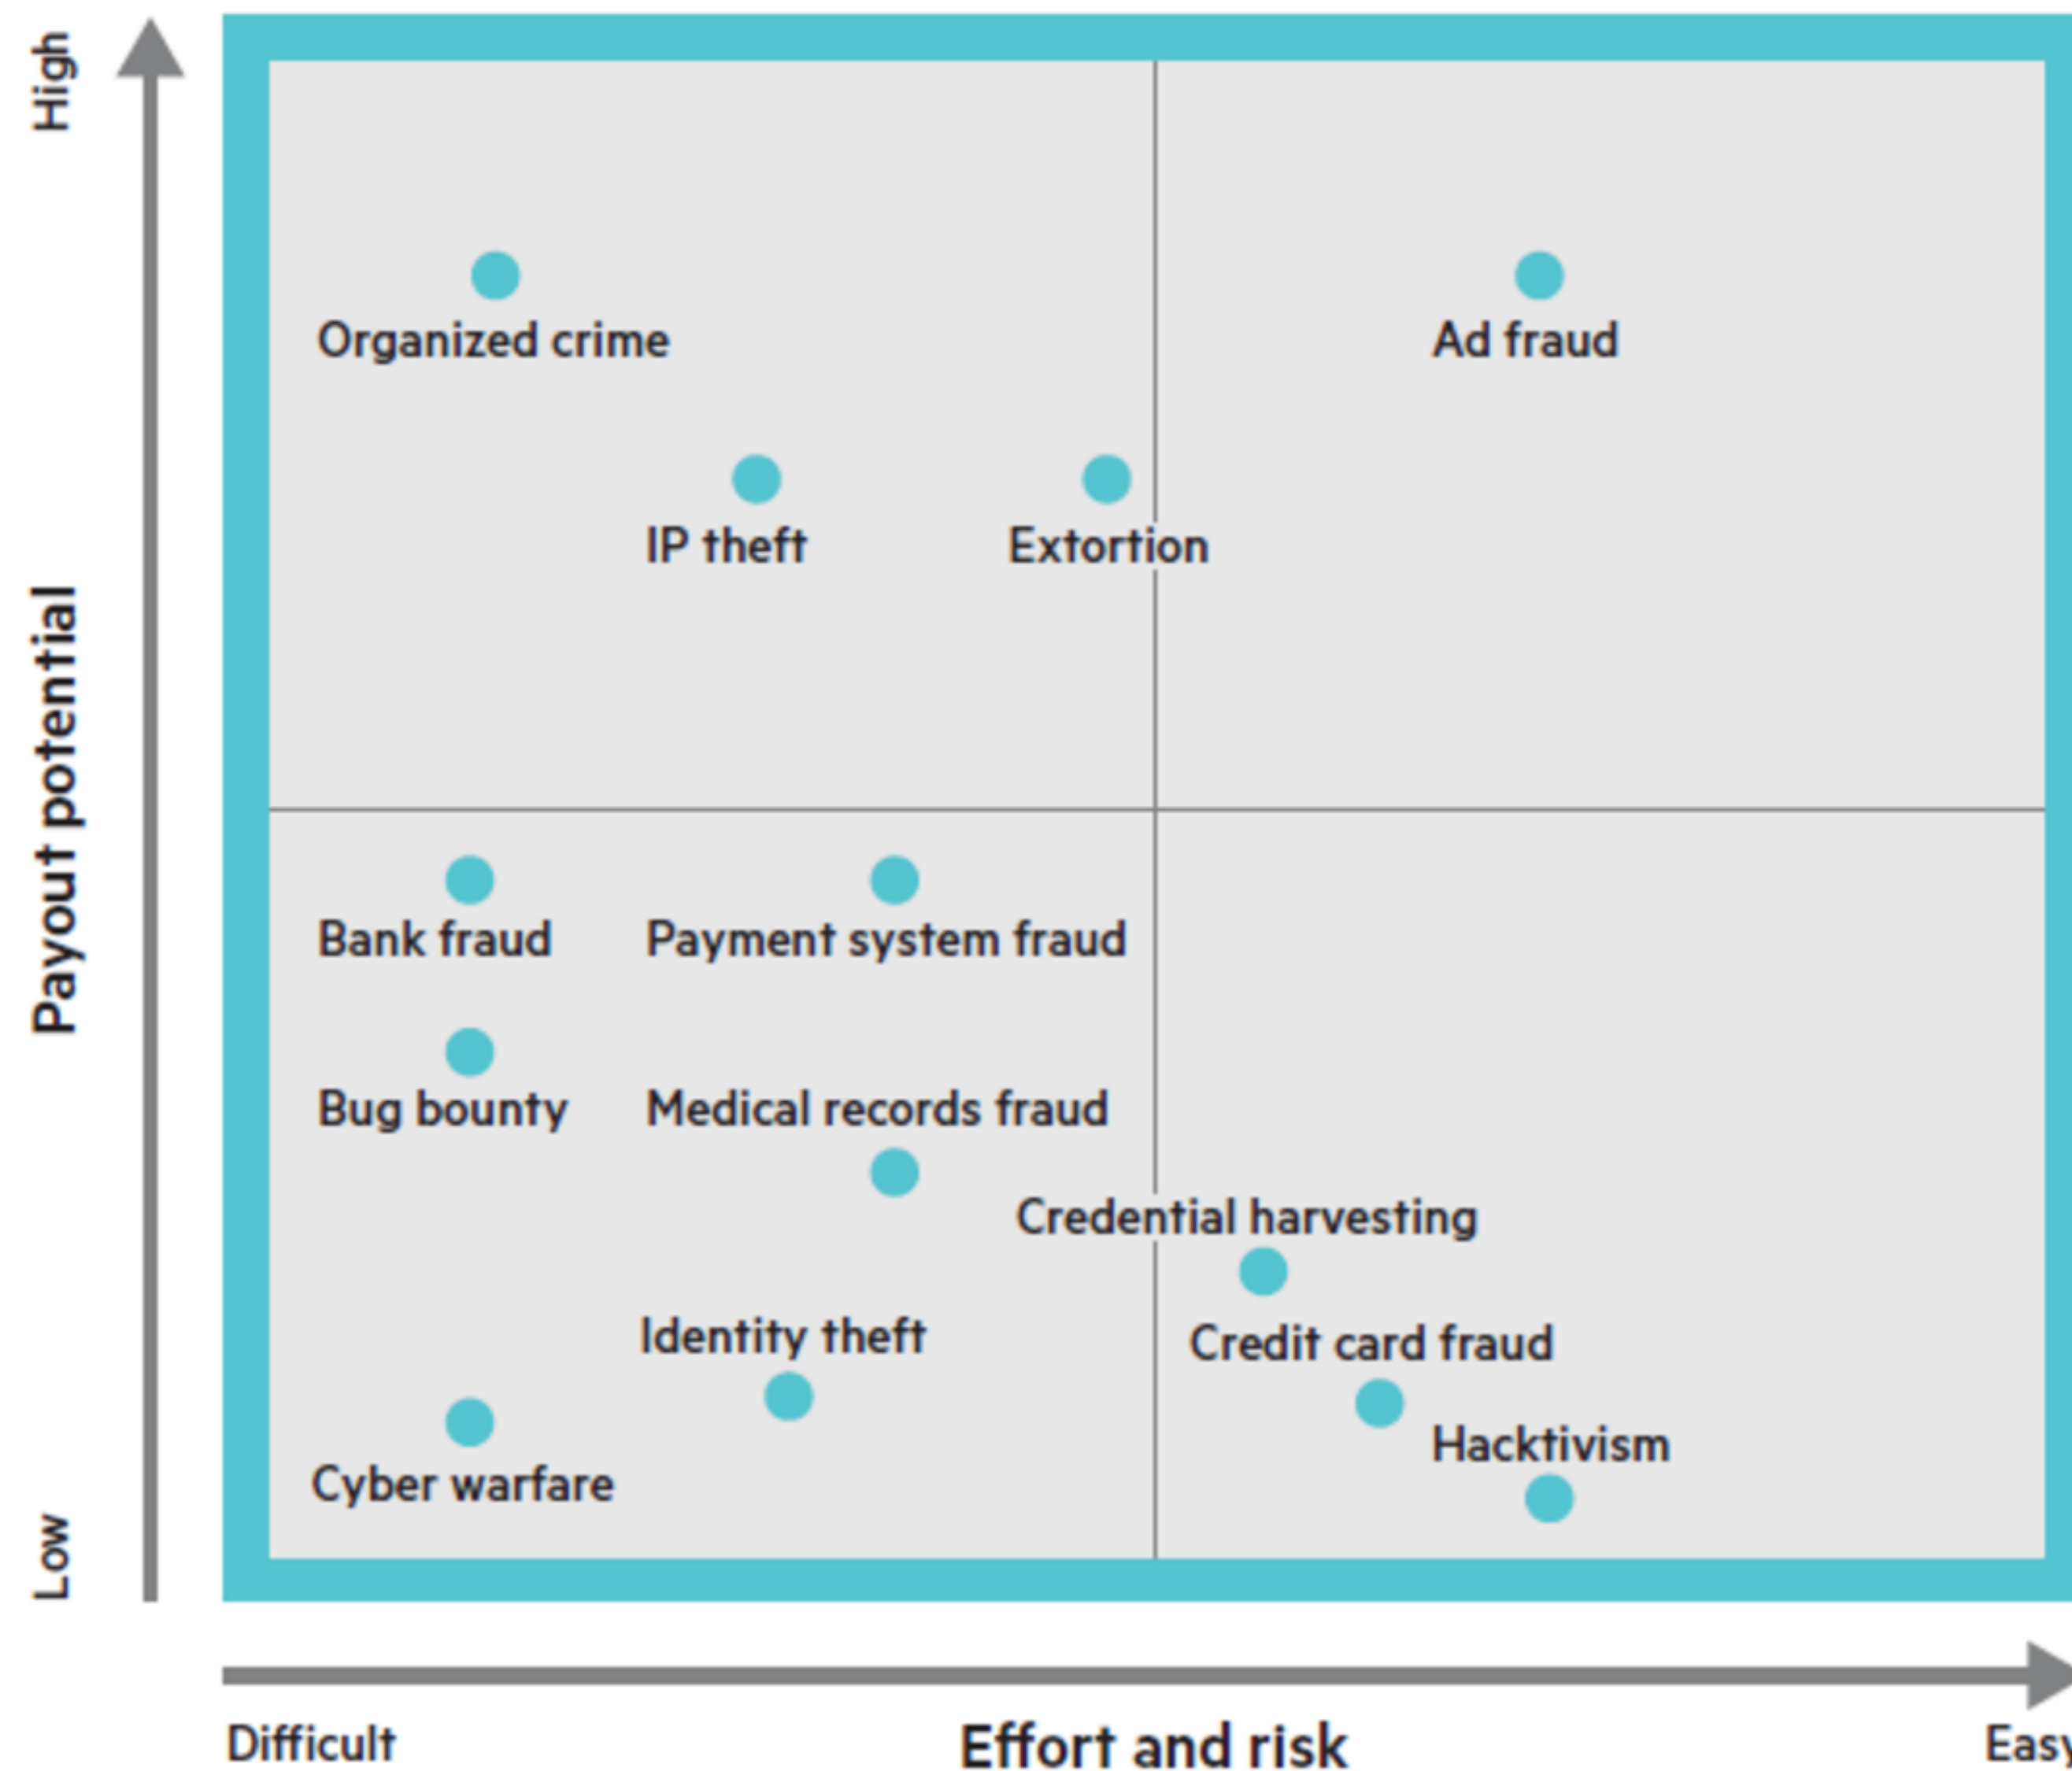 High
Organized crime
Ad fraud
IP theft
Extortion
Payout potential
Bank fraud
Payment system fraud
Bug bounty
Medical records fraud
Credential harvesting
Identity theft
Credit card fraud
Hacktivism
Cyber warfare
Low
Difficult
Effort and risk
Easy